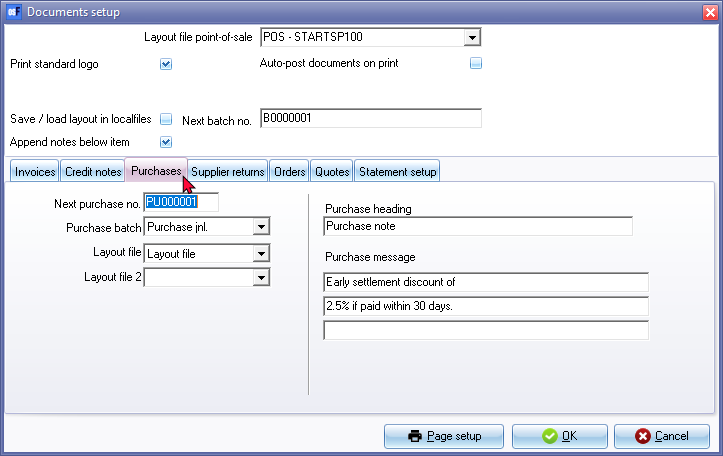 Documents setup
Layout file point-of-sale POS - STARTSP100
Print standard logo Auto-post documents on print
Save / load layout in localfiles Next batch no. B0000001
Append notes below item
Invoices Credit notes Purchases Supplier returns Orders Quotes Statement setup
Next purchase no. PU000001
Purchase batch Purchase jnl.
Layout file Layout file
Layout file 2
Purchase heading
Purchase note
Purchase message
Early settlement discount of
2.5% if paid within 30 days.
Page setup OK Cancel